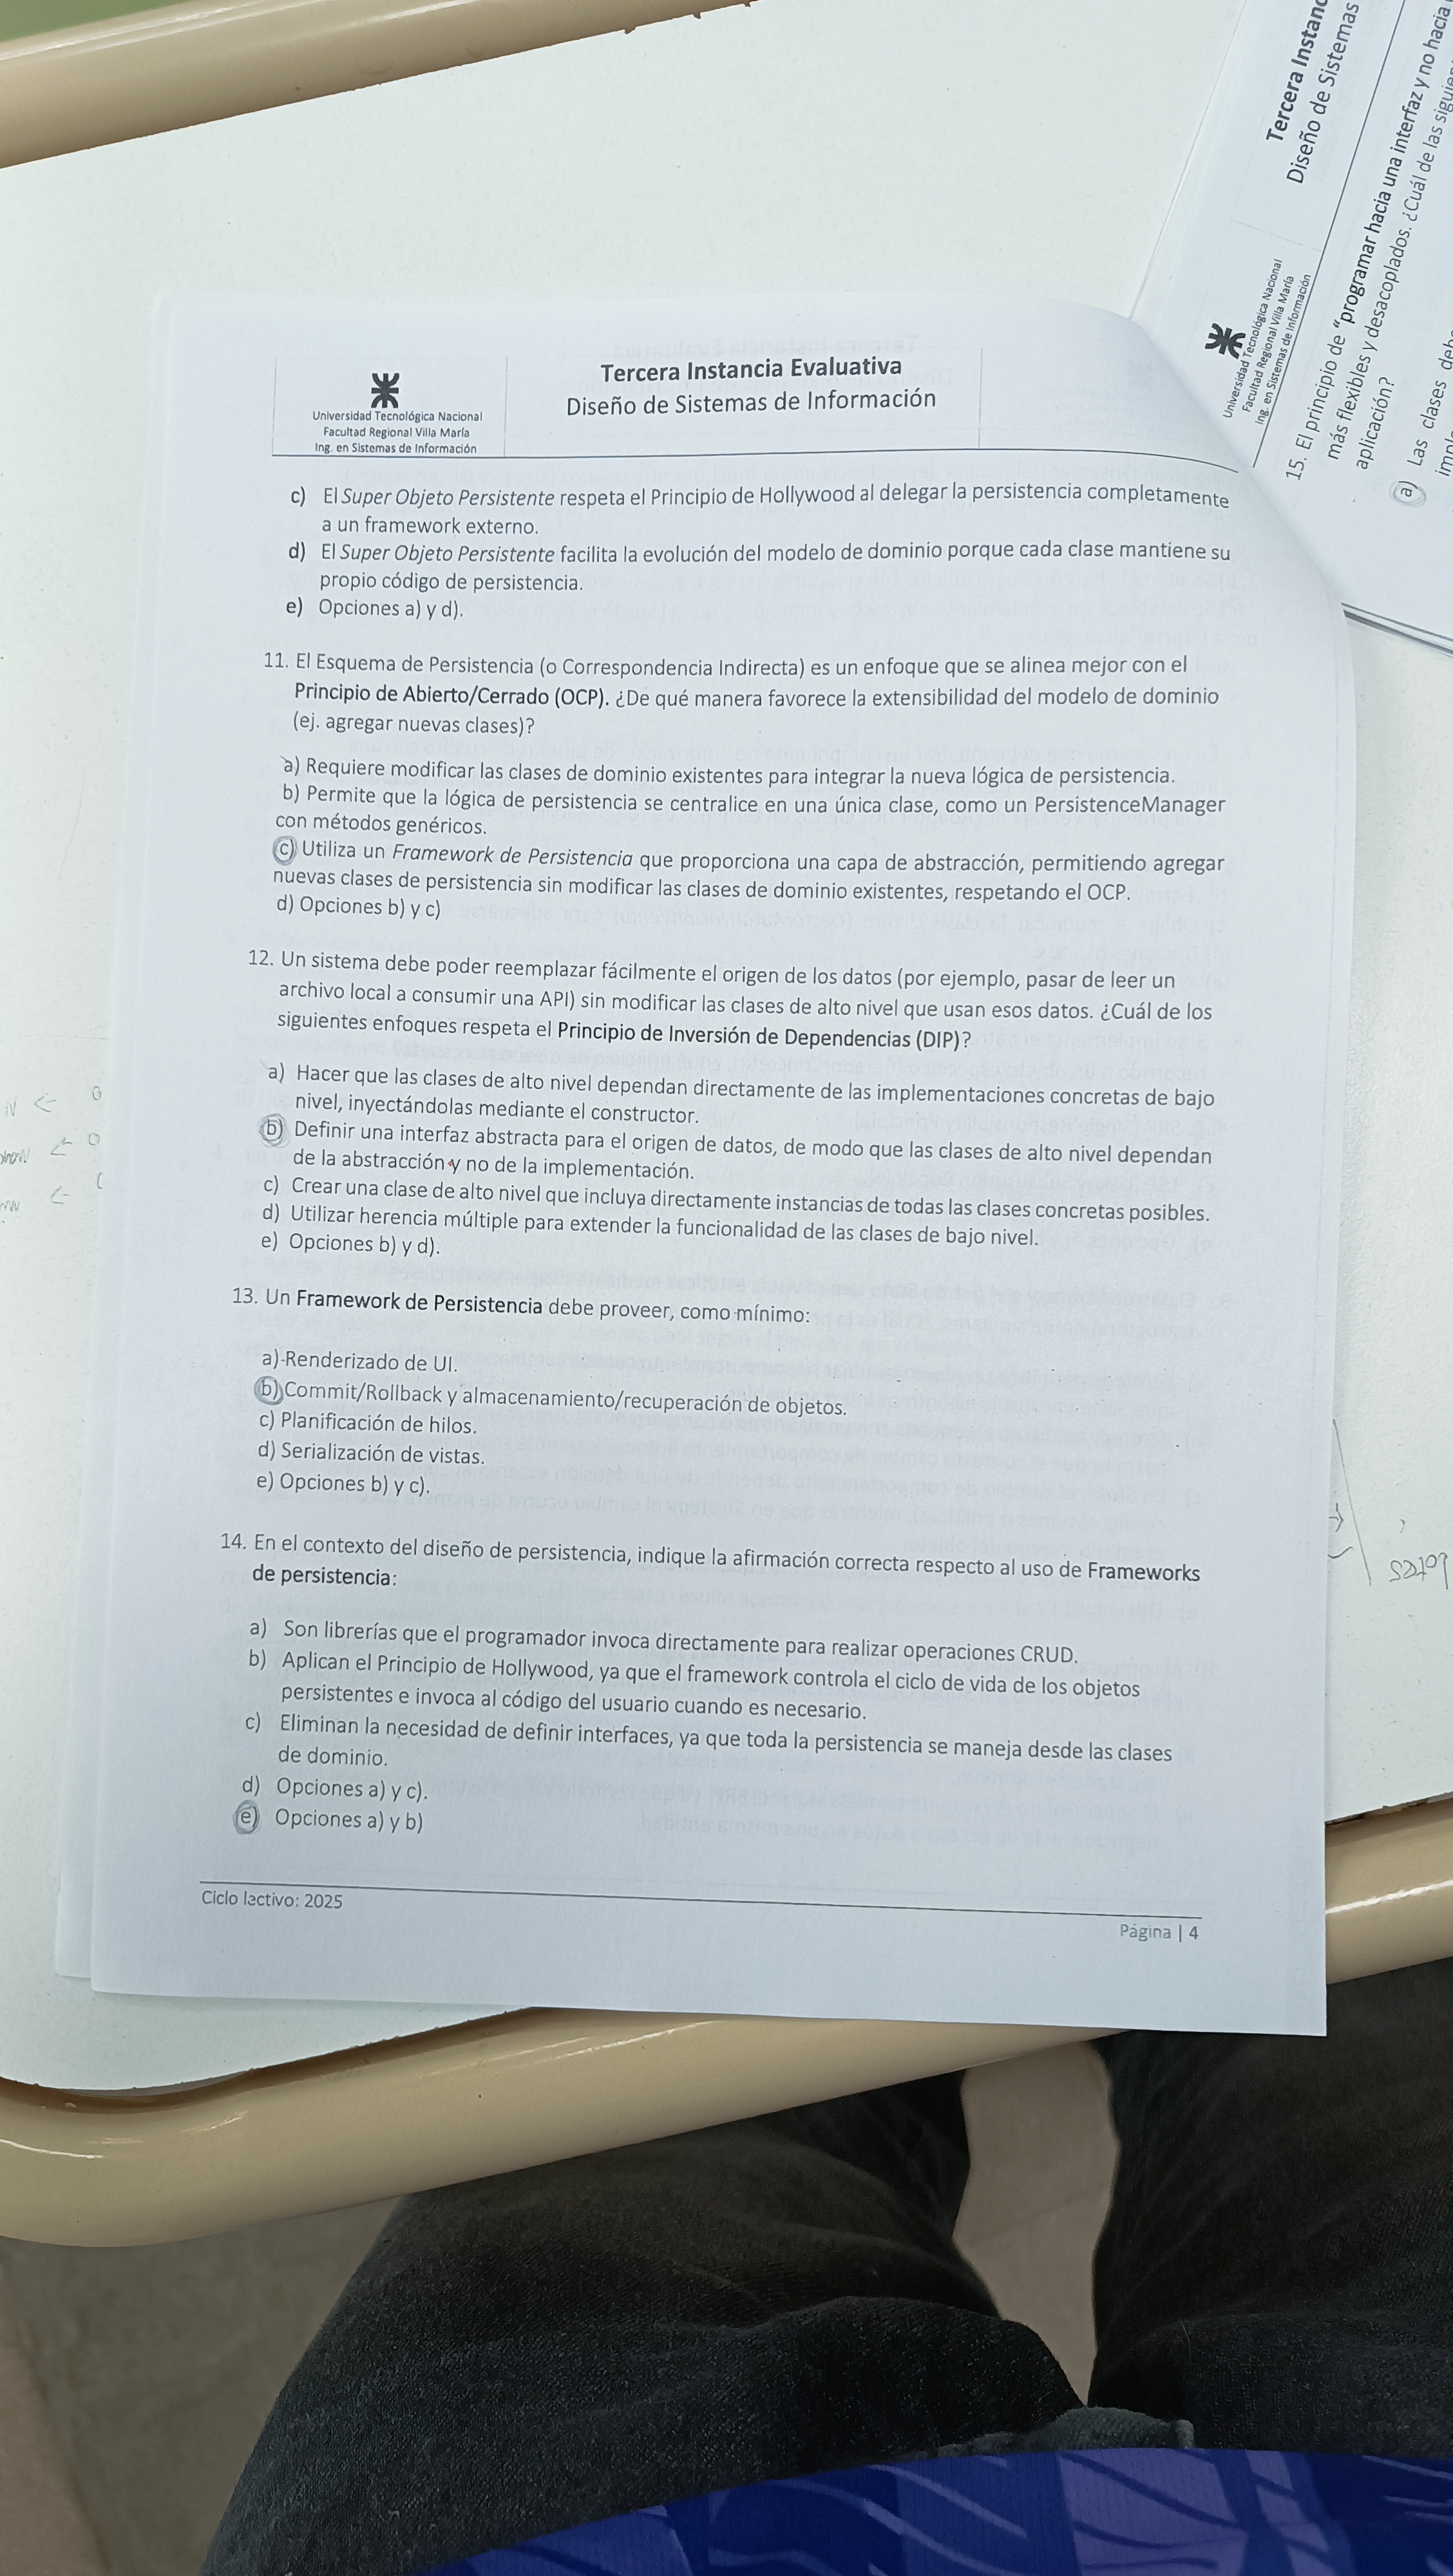 Universidad Tecnológica Nacional
Facultad Regional Villa María
Ing. en Sistemas de Información
Tercera Instancia Evaluativa
Diseño de Sistemas de Información
c) El Super Objeto Persistente respeta el Principio de Hollywood al delegar la persistencia completamente
a un framework externo.
d) El Super Objeto Persistente facilita la evolución del modelo de dominio porque cada clase mantiene su
propio código de persistencia.
e) Opciones a) y d).
11. El Esquema de Persistencia (o Correspondencia Indirecta) es un enfoque que se alinea mejor con el
Principio de Abierto/Cerrado (OCP). ¿De qué manera favorece la extensibilidad del modelo de dominio
(ej. agregar nuevas clases)?
a) Requiere modificar las clases de dominio existentes para integrar la nueva lógica de persistencia.
b) Permite que la lógica de persistencia se centralice en una única clase, como un PersistenceManager
con métodos genéricos.
c) Utiliza un Framework de Persistencia que proporciona una capa de abstracción, permitiendo agregar
nuevas clases de persistencia sin modificar las clases de dominio existentes, respetando el OCP.
d) Opciones b) y c)
12. Un sistema debe poder reemplazar fácilmente el origen de los datos (por ejemplo, pasar de leer un
archivo local a consumir una API) sin modificar las clases de alto nivel que usan esos datos. ¿Cuál de los
siguientes enfoques respeta el Principio de Inversión de Dependencias (DIP)?
a) Hacer que las clases de alto nivel dependan directamente de las implementaciones concretas de bajo
nivel, inyectándolas mediante el constructor.
b) Definir una interfaz abstracta para el origen de datos, de modo que las clases de alto nivel dependan
de la abstracción y no de la implementación.
c) Crear una clase de alto nivel que incluya directamente instancias de todas las clases concretas posibles.
d) Utilizar herencia múltiple para extender la funcionalidad de las clases de bajo nivel.
e) Opciones b) y d).
13. Un Framework de Persistencia debe proveer, como mínimo:
a) Renderizado de UI.
b) Commit/Rollback y almacenamiento/recuperación de objetos.
c) Planificación de hilos.
d) Serialización de vistas.
e) Opciones b) y c).
14. En el contexto del diseño de persistencia, indique la afirmación correcta respecto al uso de Frameworks
de persistencia:
a) Son librerías que el programador invoca directamente para realizar operaciones CRUD.
b) Aplican el Principio de Hollywood, ya que el framework controla el ciclo de vida de los objetos
persistentes e invoca al código del usuario cuando es necesario.
c) Eliminan la necesidad de definir interfaces, ya que toda la persistencia se maneja desde las clases
de dominio.
d) Opciones a) y c).
e) Opciones a) y b)
Ciclo lectivo: 2025
Página | 4
Universidad Tecnológica Nacional
Facultad Regional Villa María
Ing. en Sistemas de Información
Tercera
Diseño de Sistemas
15. El principio de "programar hacia una interfaz y no hacia
más flexibles y desacoplados. ¿Cuál de las
aplicación?
a) Las clases